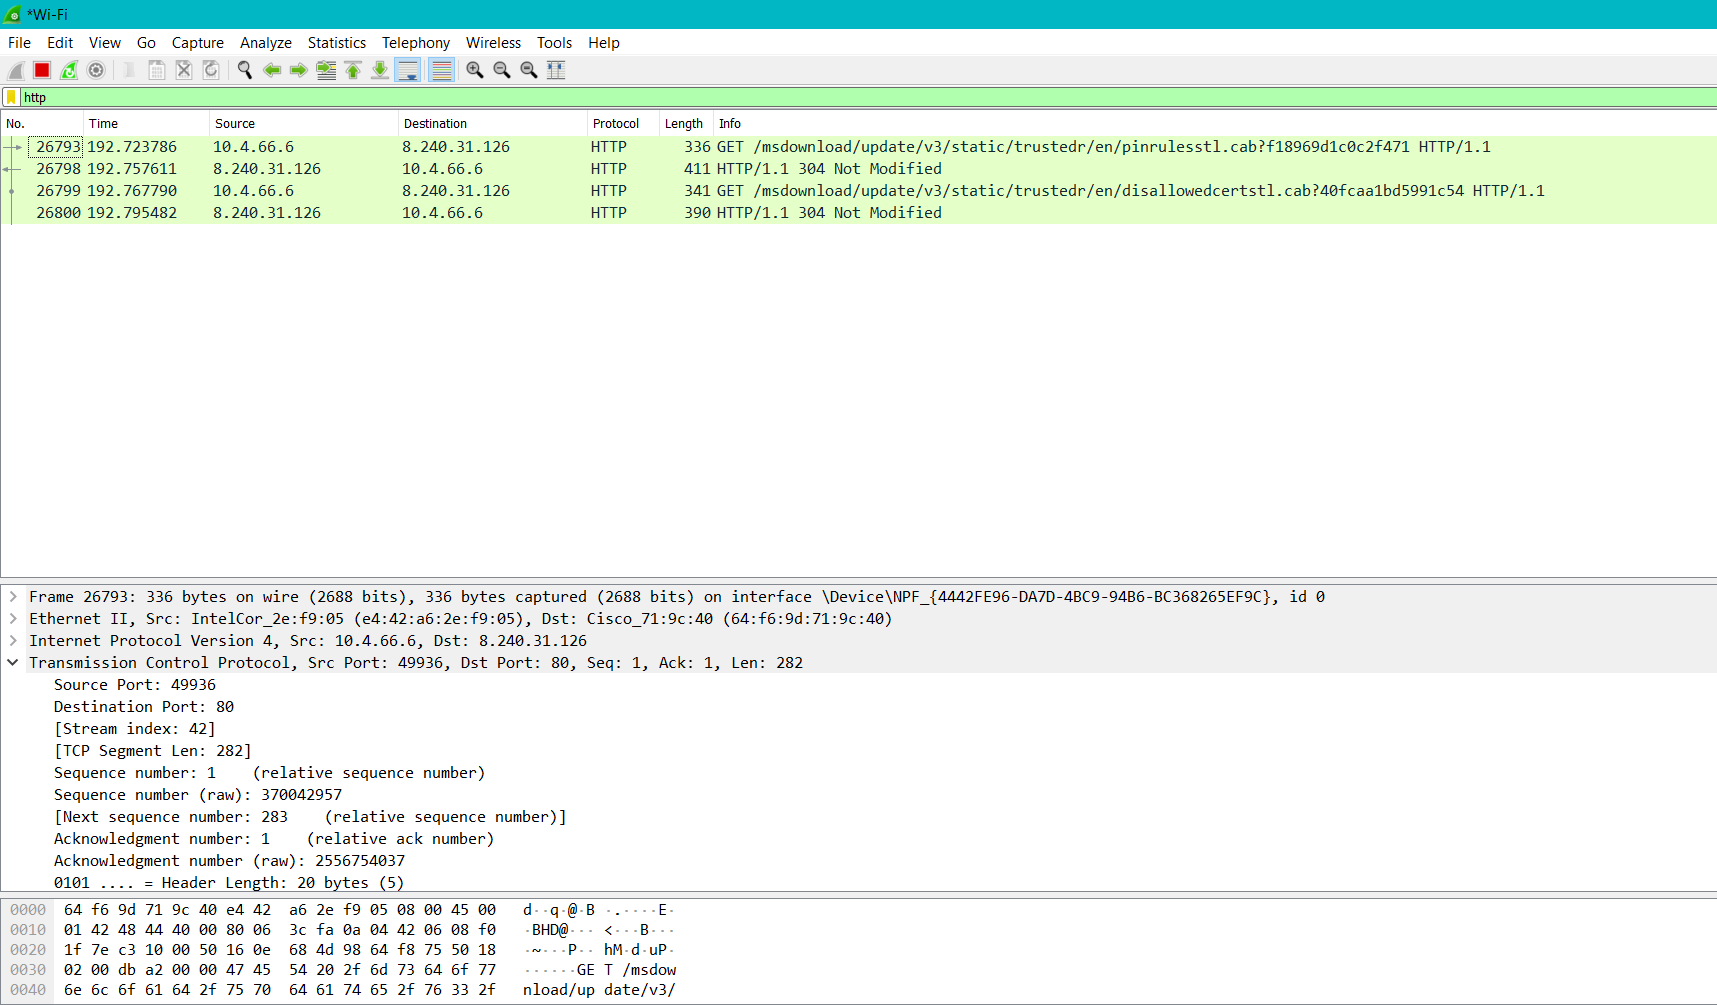 *Wi-Fi
File Edit View Go Capture Analyze Statistics Telephony Wireless Tools Help
http
No. Time Source Destination Protocol Length Info
26793 192.723786 10.4.66.6 8.240.31.126 HTTP 336 GET /msdownload/update/v3/static/trustedr/en/pinrulesstl.cab?f18969d1c0c2f471 HTTP/1.1
26798 192.757611 8.240.31.126 10.4.66.6 HTTP 411 HTTP/1.1 304 Not Modified
26799 192.767790 10.4.66.6 8.240.31.126 HTTP 341 GET /msdownload/update/v3/static/trustedr/en/disallowedcertstl.cab?40fcaa1bd5991c54 HTTP/1.1
26800 192.795482 8.240.31.126 10.4.66.6 HTTP 390 HTTP/1.1 304 Not Modified
Frame 26793: 336 bytes on wire (2688 bits), 336 bytes captured (2688 bits) on interface \Device\NPF_{4442FE96-DA7D-4BC9-94B6-BC368265EF9C}, id 0
Ethernet II, Src: IntelCor_2e:f9:05 (e4:42:a6:2e:f9:05), Dst: Cisco_71:9c:40 (64:f6:9d:71:9c:40)
Internet Protocol Version 4, Src: 10.4.66.6, Dst: 8.240.31.126
Transmission Control Protocol, Src Port: 49936, Dst Port: 80, Seq: 1, Ack: 1, Len: 282
Source Port: 49936
Destination Port: 80
[Stream index: 42]
[TCP Segment Len: 282]
Sequence number: 1    (relative sequence number)
Sequence number (raw): 370042957
[Next sequence number: 283    (relative sequence number)]
Acknowledgment number: 1    (relative ack number)
Acknowledgment number (raw): 2556754037
0101 .... = Header Length: 20 bytes (5)
0000 64 f6 9d 71 9c 40 e4 42 a6 2e f9 05 08 00 45 00 d··q·@·B ·.····E·
0010 01 42 48 44 40 00 80 06 3c fa 0a 04 42 06 08 f0 ·BHD@··· <···B···
0020 1f 7e c3 10 00 50 16 0e 68 4d 98 64 f8 75 50 18 ·~···P·· hM·d·uP·
0030 02 00 db a2 00 00 47 45 54 20 2f 6d 73 64 6f 77 ······GE T /msdow
0040 6e 6c 6f 61 64 2f 75 70 64 61 74 65 2f 76 33 2f nload/up date/v3/